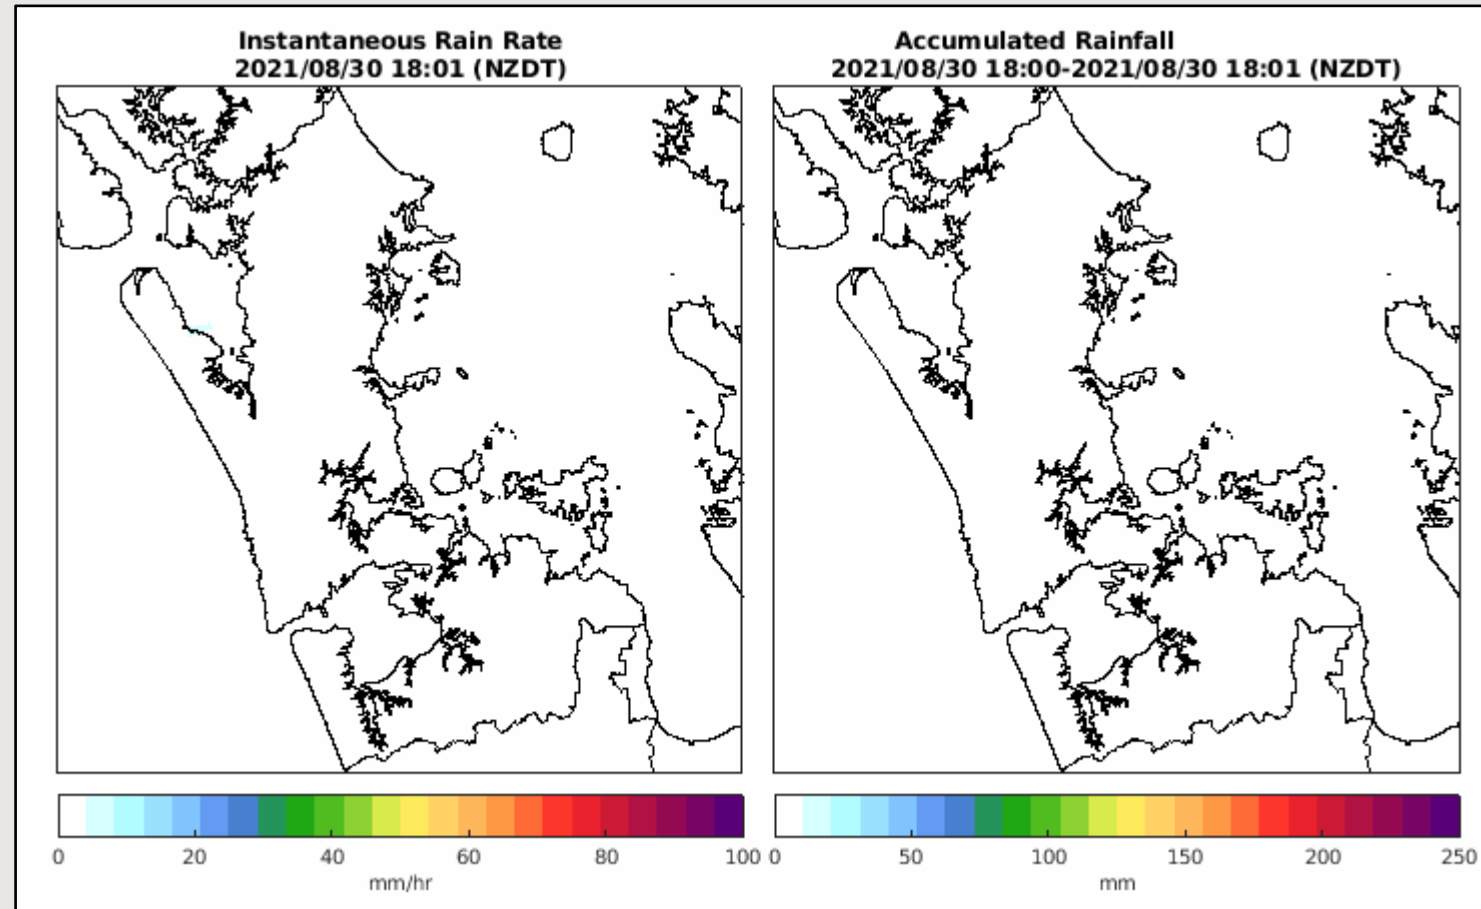 Instantaneous Rain Rate
2021/08/30 18:01 (NZDT)
Accumulated Rainfall
2021/08/30 18:00-2021/08/30 18:01 (NZDT)
0 20 40 60 80 100
mm/hr
0 50 100 150 200 250
mm